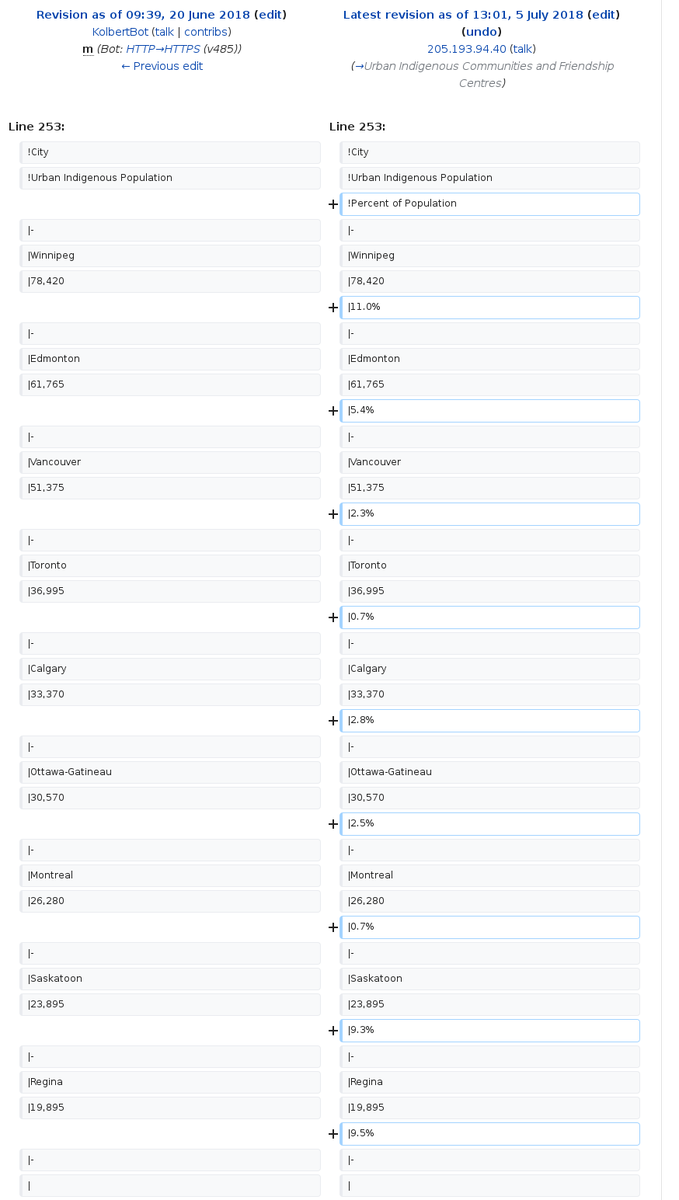 Revision as of 09:39, 20 June 2018 (edit)
KolbertBot (talk | contribs)
m (Bot: HTTP→HTTPS (v485))
← Previous edit
Latest revision as of 13:01, 5 July 2018 (edit)
(undo)
205.193.94.40 (talk)
(→Urban Indigenous Communities and Friendship
Centres)
Line 253:
Line 253:
!City
!City
!Urban Indigenous Population
!Urban Indigenous Population
+ !Percent of Population
|-
|-
|Winnipeg
|Winnipeg
|78,420
|78,420
+ |11.0%
|-
|-
|Edmonton
|Edmonton
|61,765
|61,765
+ |5.4%
|-
|-
|Vancouver
|Vancouver
|51,375
|51,375
+ |2.3%
|-
|-
|Toronto
|Toronto
|36,995
|36,995
+ |0.7%
|-
|-
|Calgary
|Calgary
|33,370
|33,370
+ |2.8%
|-
|-
|Ottawa-Gatineau
|Ottawa-Gatineau
|30,570
|30,570
+ |2.5%
|-
|-
|Montreal
|Montreal
|26,280
|26,280
+ |0.7%
|-
|-
|Saskatoon
|Saskatoon
|23,895
|23,895
+ |9.3%
|-
|-
|Regina
|Regina
|19,895
|19,895
+ |9.5%
|-
|-
|
|